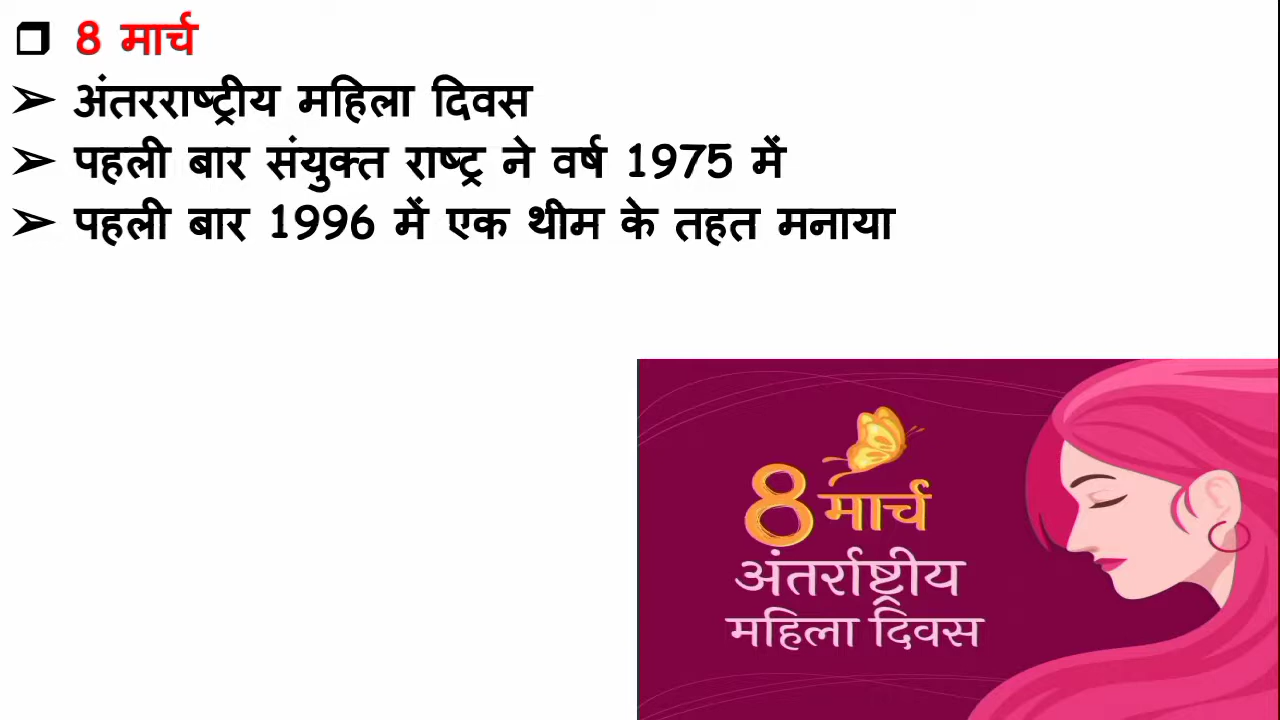 8 मार्च
अंतरराष्ट्रीय महिला दिवस
पहली बार संयुक्त राष्ट्र ने वर्ष 1975 में
पहली बार 1996 में एक थीम के तहत मनाया
8 मार्च
अंतर्राष्ट्रीय
महिला दिवस